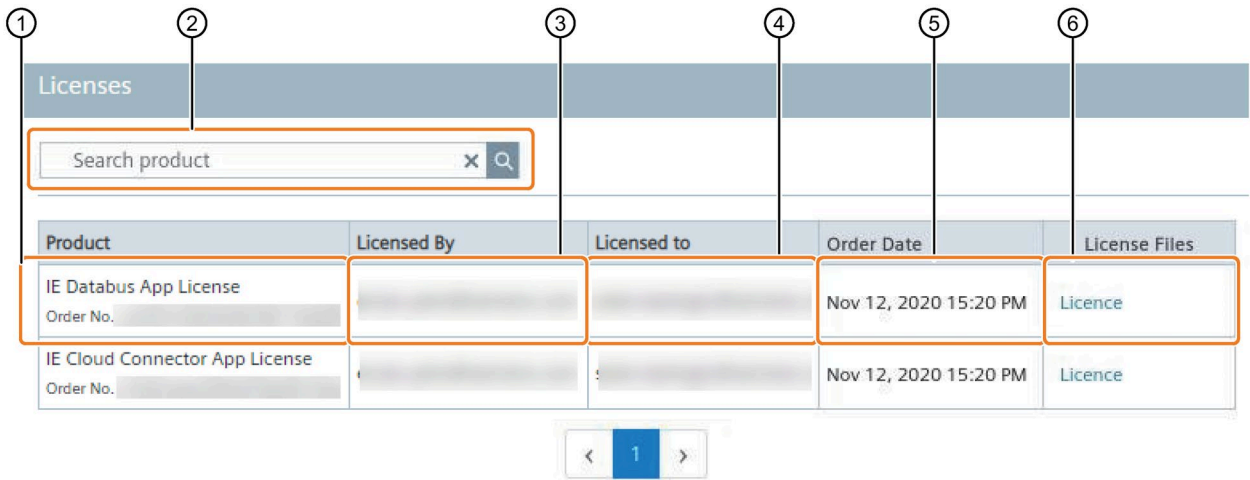 1 2 3 4 5 6
Licenses
Search product
Product Licensed By Licensed to Order Date License Files
IE Databus App License
Order No.
Nov 12, 2020 15:20 PM Licence
IE Cloud Connector App License
Order No.
Nov 12, 2020 15:20 PM Licence
1